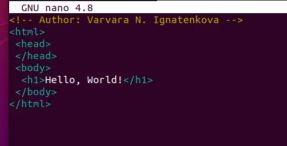 GNU nano 4.8
<!-- Author: Varvara N. Ignatenkova -->
<html>
<head>
</head>
<body>
<h1>Hello, World!</h1>
</body>
</html>